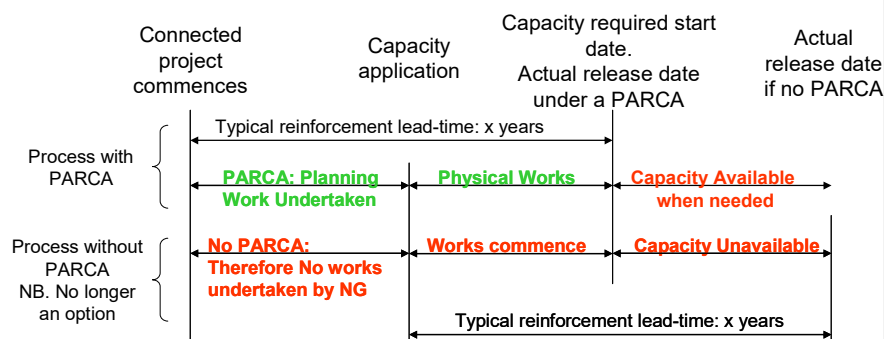 Connected
project
commences
Capacity
application
Capacity required start
date.
Actual release date
under a PARCA
Actual
release date
if no PARCA
Typical reinforcement lead-time: x years
Process with
PARCA
PARCA: Planning
Work Undertaken
Physical Works
Capacity Available
when needed
Process without
PARCA
NB. No longer
an option
No PARCA:
Therefore No works
undertaken by NG
Works commence
Capacity Unavailable
Typical reinforcement lead-time: x years